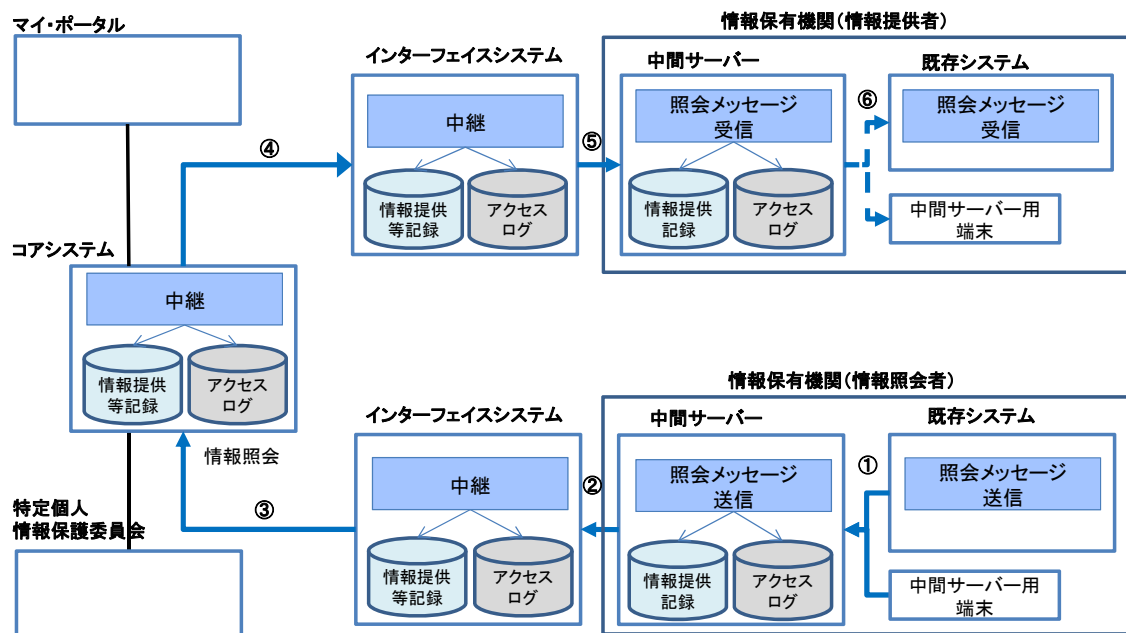 マイ・ポータル
情報保有機関(情報提供者)
インターフェイスシステム
中間サーバー
既存システム
中継
照会メッセージ
受信
⑥
照会メッセージ
受信
④
⑤
情報提供
等記録
アクセス
ログ
情報提供
記録
アクセス
ログ
中間サーバー用
端末
コアシステム
中継
情報提供
等記録
アクセス
ログ
情報照会
情報保有機関(情報照会者)
インターフェイスシステム
中間サーバー
既存システム
中継
②
照会メッセージ
送信
①
照会メッセージ
送信
特定個人
情報保護委員会
③
情報提供
等記録
アクセス
ログ
情報提供
記録
アクセス
ログ
中間サーバー用
端末